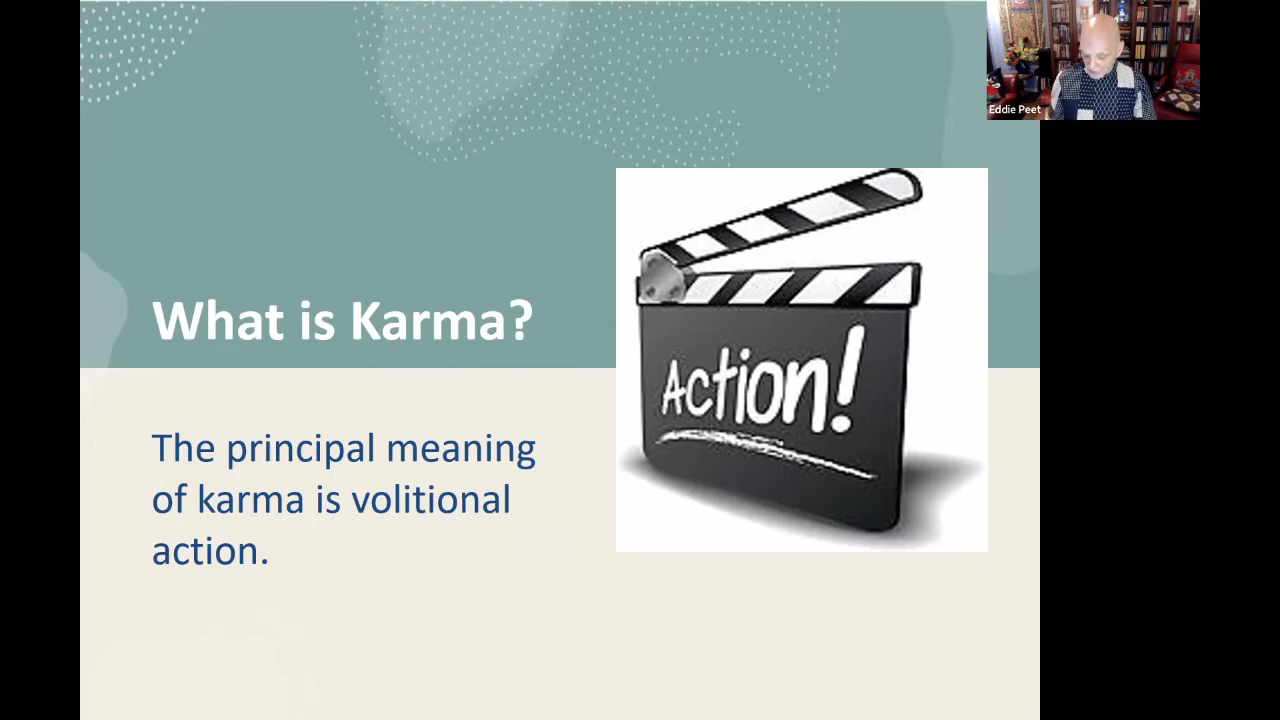 Eddie Peet
Action!
What is Karma?
The principal meaning
of karma is volitional
action.